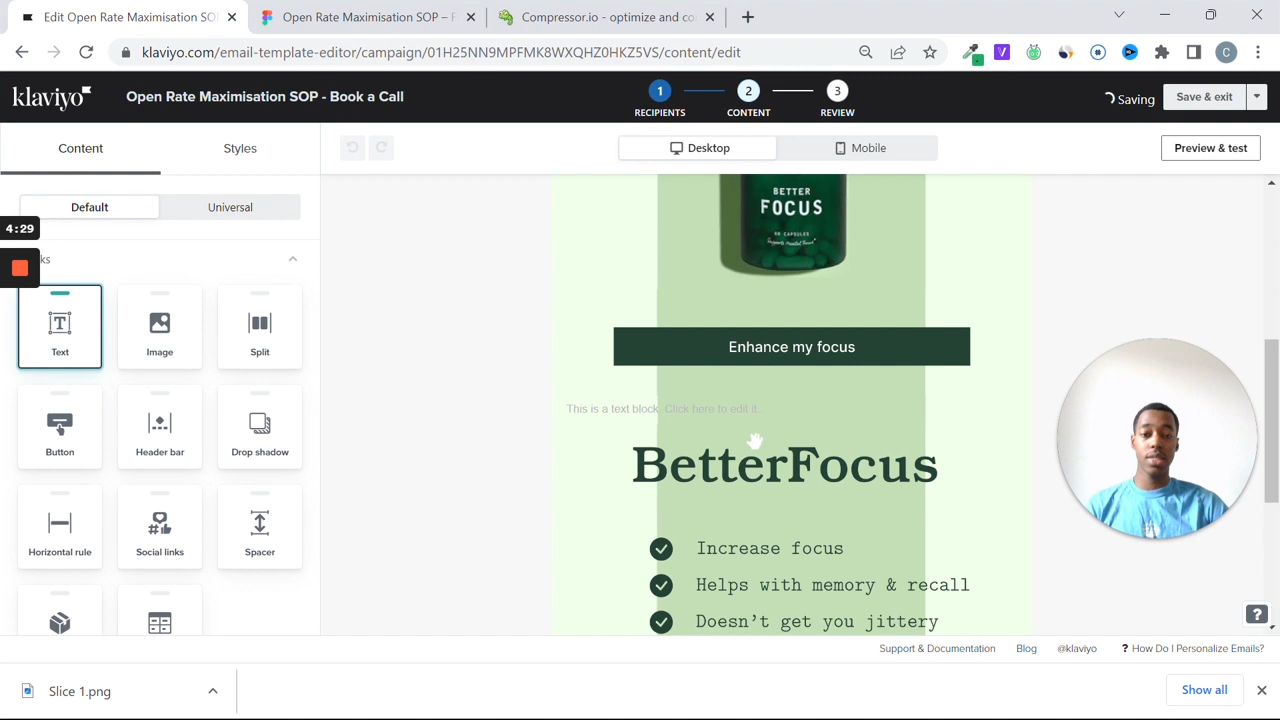 Edit Open Rate Maximisation SO
Open Rate Maximisation SOP – F
Compressor.io - optimize and co
klaviyo.com/email-template-editor/campaign/01H25NN9MPFMK8WXQHZ0HKZ5VS/content/edit
klaviyo
Open Rate Maximisation SOP - Book a Call
1
2
3
RECIPIENTS
CONTENT
REVIEW
Saving
Save & exit
Content
Styles
Desktop
Mobile
Preview & test
Default
Universal
4:29
ks
Text
Image
Split
Button
Header bar
Drop shadow
Horizontal rule
Social links
Spacer
BETTER
FOCUS
Enhance my focus
This is a text block. Click here to edit it...
BetterFocus
Increase focus
Helps with memory & recall
Doesn't get you jittery
Support & Documentation
Blog
@klaviyo
? How Do I Personalize Emails?
Slice 1.png
Show all